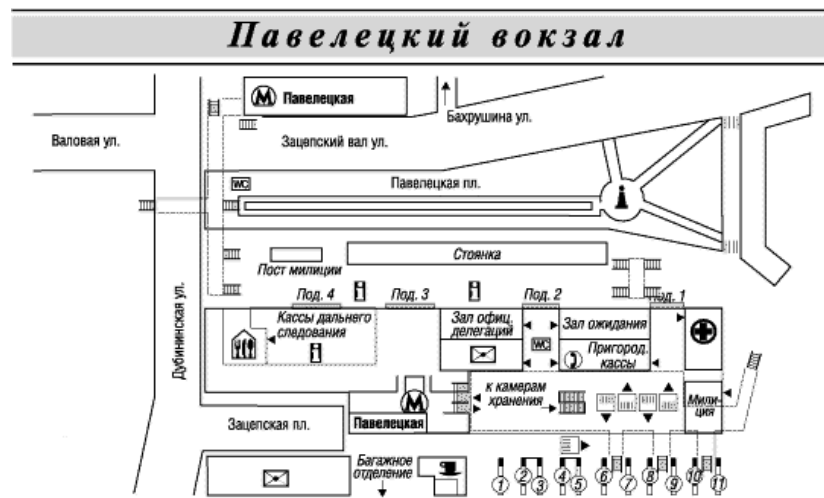 Павелецкий вокзал
М Павелецкая
Бахрушина ул.
Валовая ул.
Зацепский вал ул.
WC
Павелецкая пл.
Стоянка
Пост милиции
Дубининская ул.
Под. 4
Под. 3
Под. 2
Под. 1
Кассы дальнего
следования
Зал офиц.
делегаций
Зал ожидания
WC
Пригород.
кассы
к камерам
хранения
Мили-
ция
М
Павелецкая
Зацепская пл.
Багажное
отделение
1
2
3
4
5
6
7
8
9
10
11